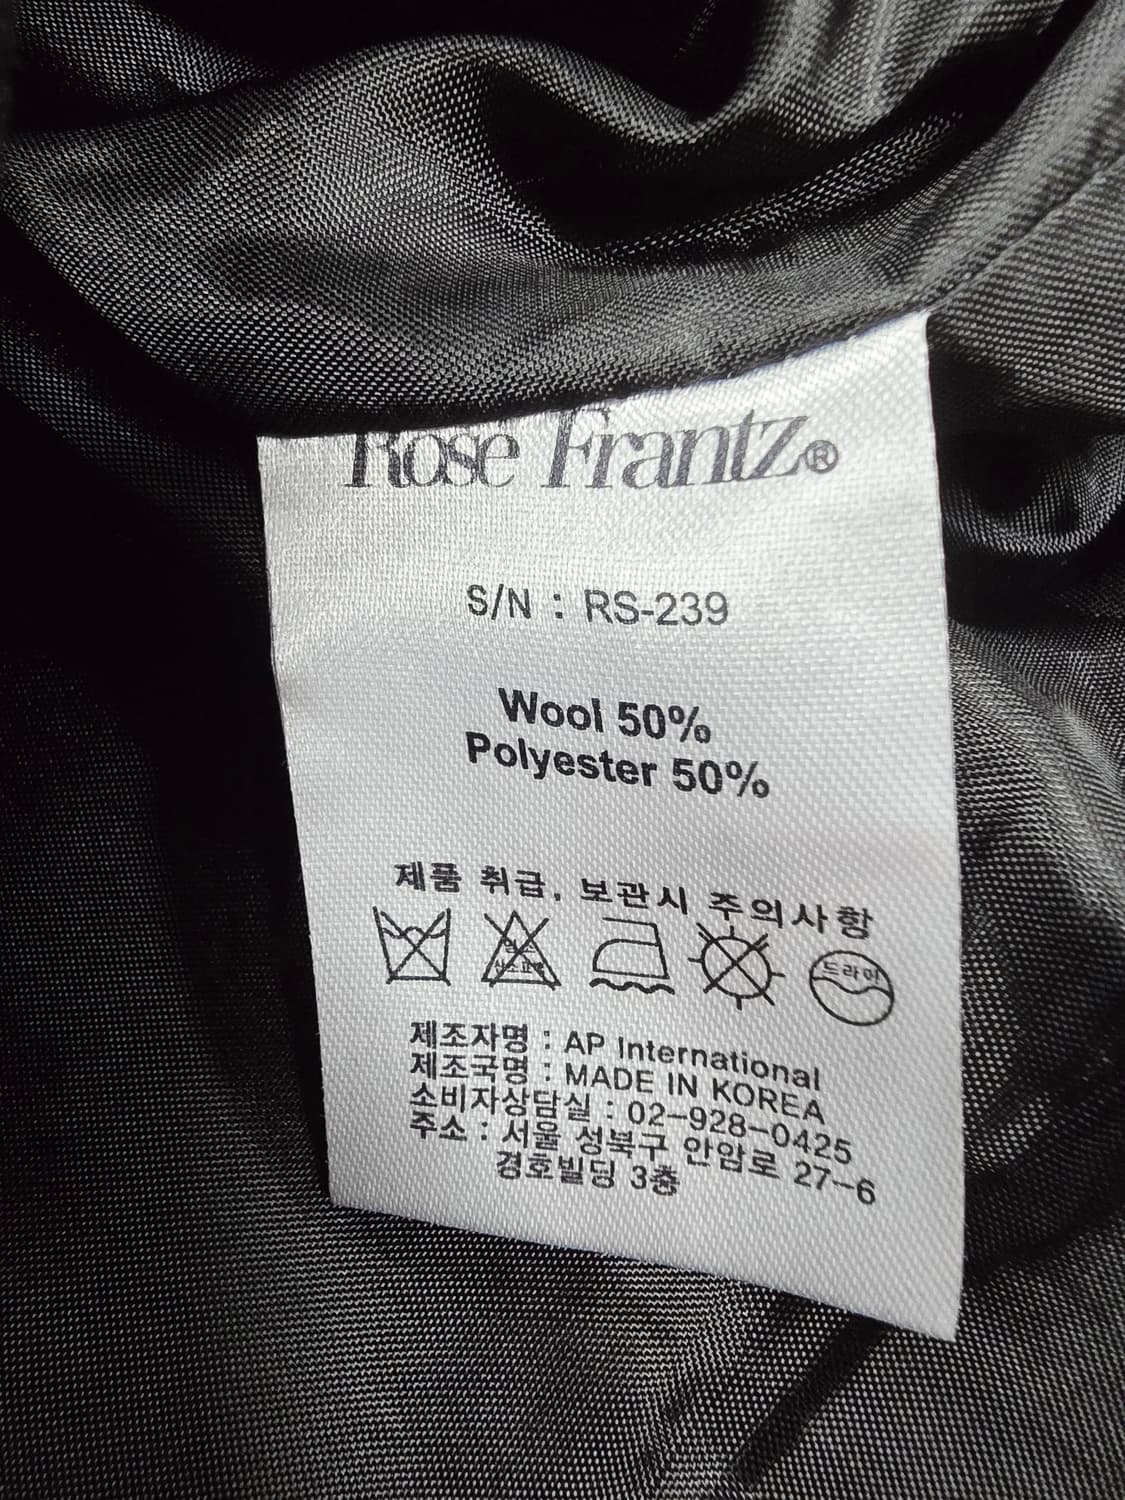 Rose Frantz®
S/N : RS-239
Wool 50%
Polyester 50%
제품 취급, 보관시 주의사항
드라이
제조자명 : AP International
제조국명 : MADE IN KOREA
소비자상담실 : 02-928-0425
주소 : 서울 성북구 안암로 27-6
경호빌딩 3층